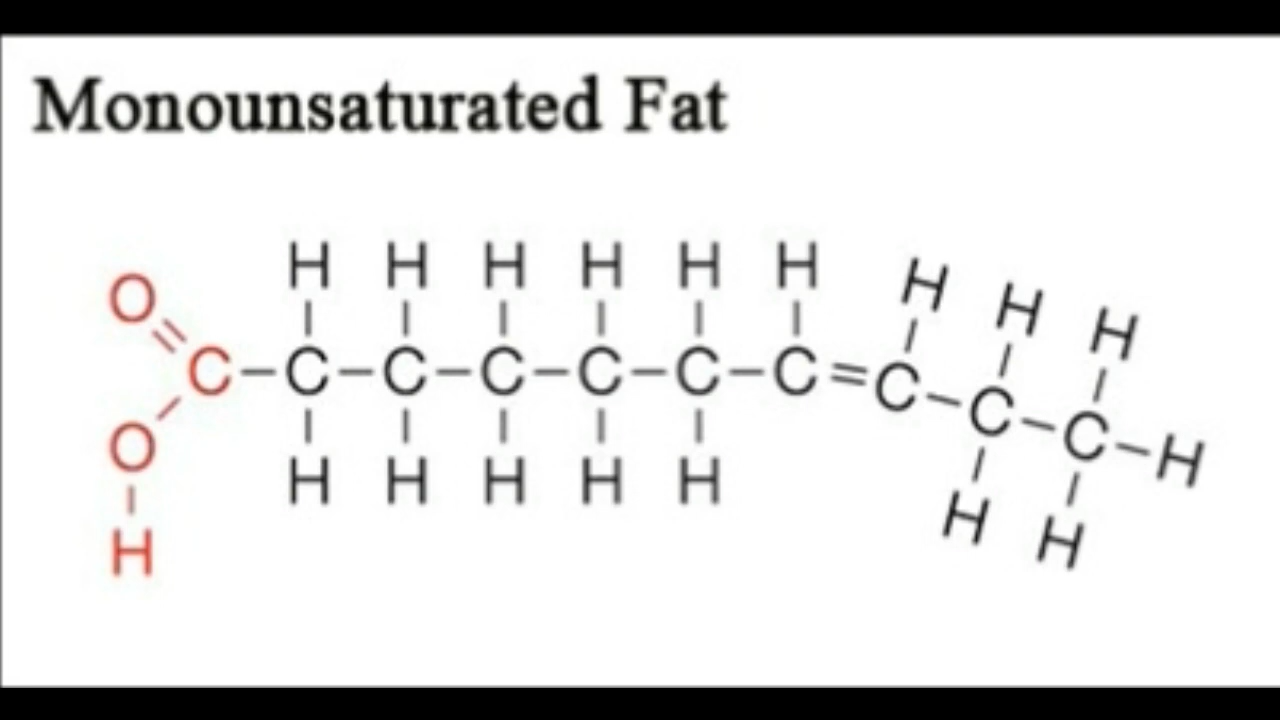 Monounsaturated Fat
H H H H H H H H H
O
C–C–C–C–C–C–C=C–C–C–H
O
H H H H H H H
H